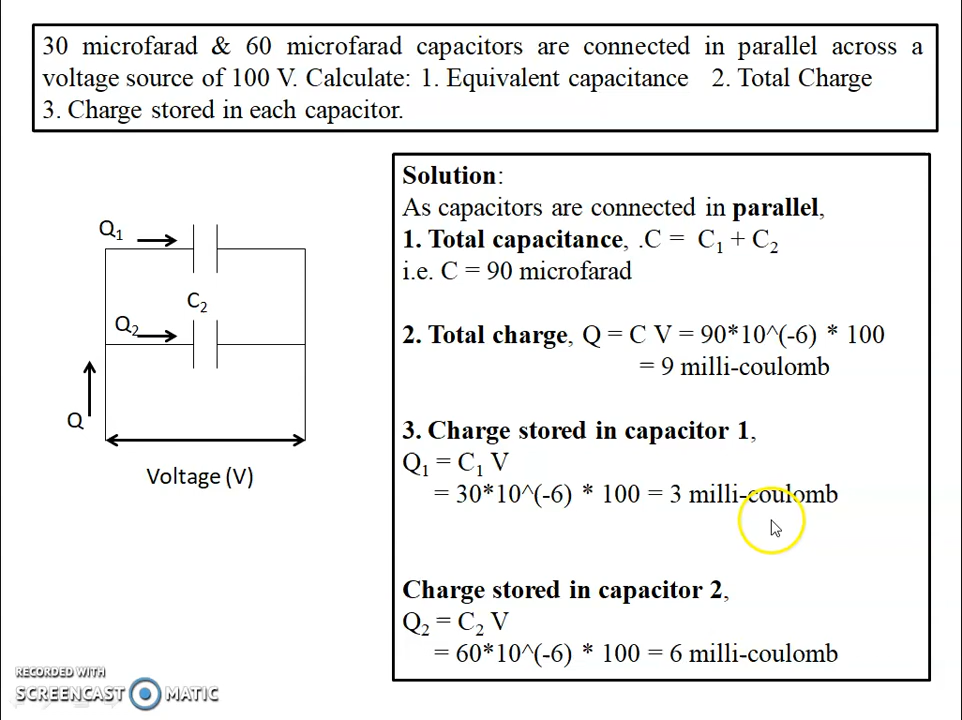 30 microfarad & 60 microfarad capacitors are connected in parallel across a
voltage source of 100 V. Calculate: 1. Equivalent capacitance 2. Total Charge
3. Charge stored in each capacitor.
Solution:
As capacitors are connected in parallel,
1. Total capacitance, .C = C₁ + C₂
i.e. C = 90 microfarad
2. Total charge, Q = C V = 90*10^(-6) * 100
= 9 milli-coulomb
3. Charge stored in capacitor 1,
Q₁ = C₁ V
= 30*10^(-6) * 100 = 3 milli-coulomb
Charge stored in capacitor 2,
Q₂ = C₂ V
= 60*10^(-6) * 100 = 6 milli-coulomb
Q₁
C₂
Q₂
Q
Voltage (V)
RECORDED WITH
SCREENCAST MATIC